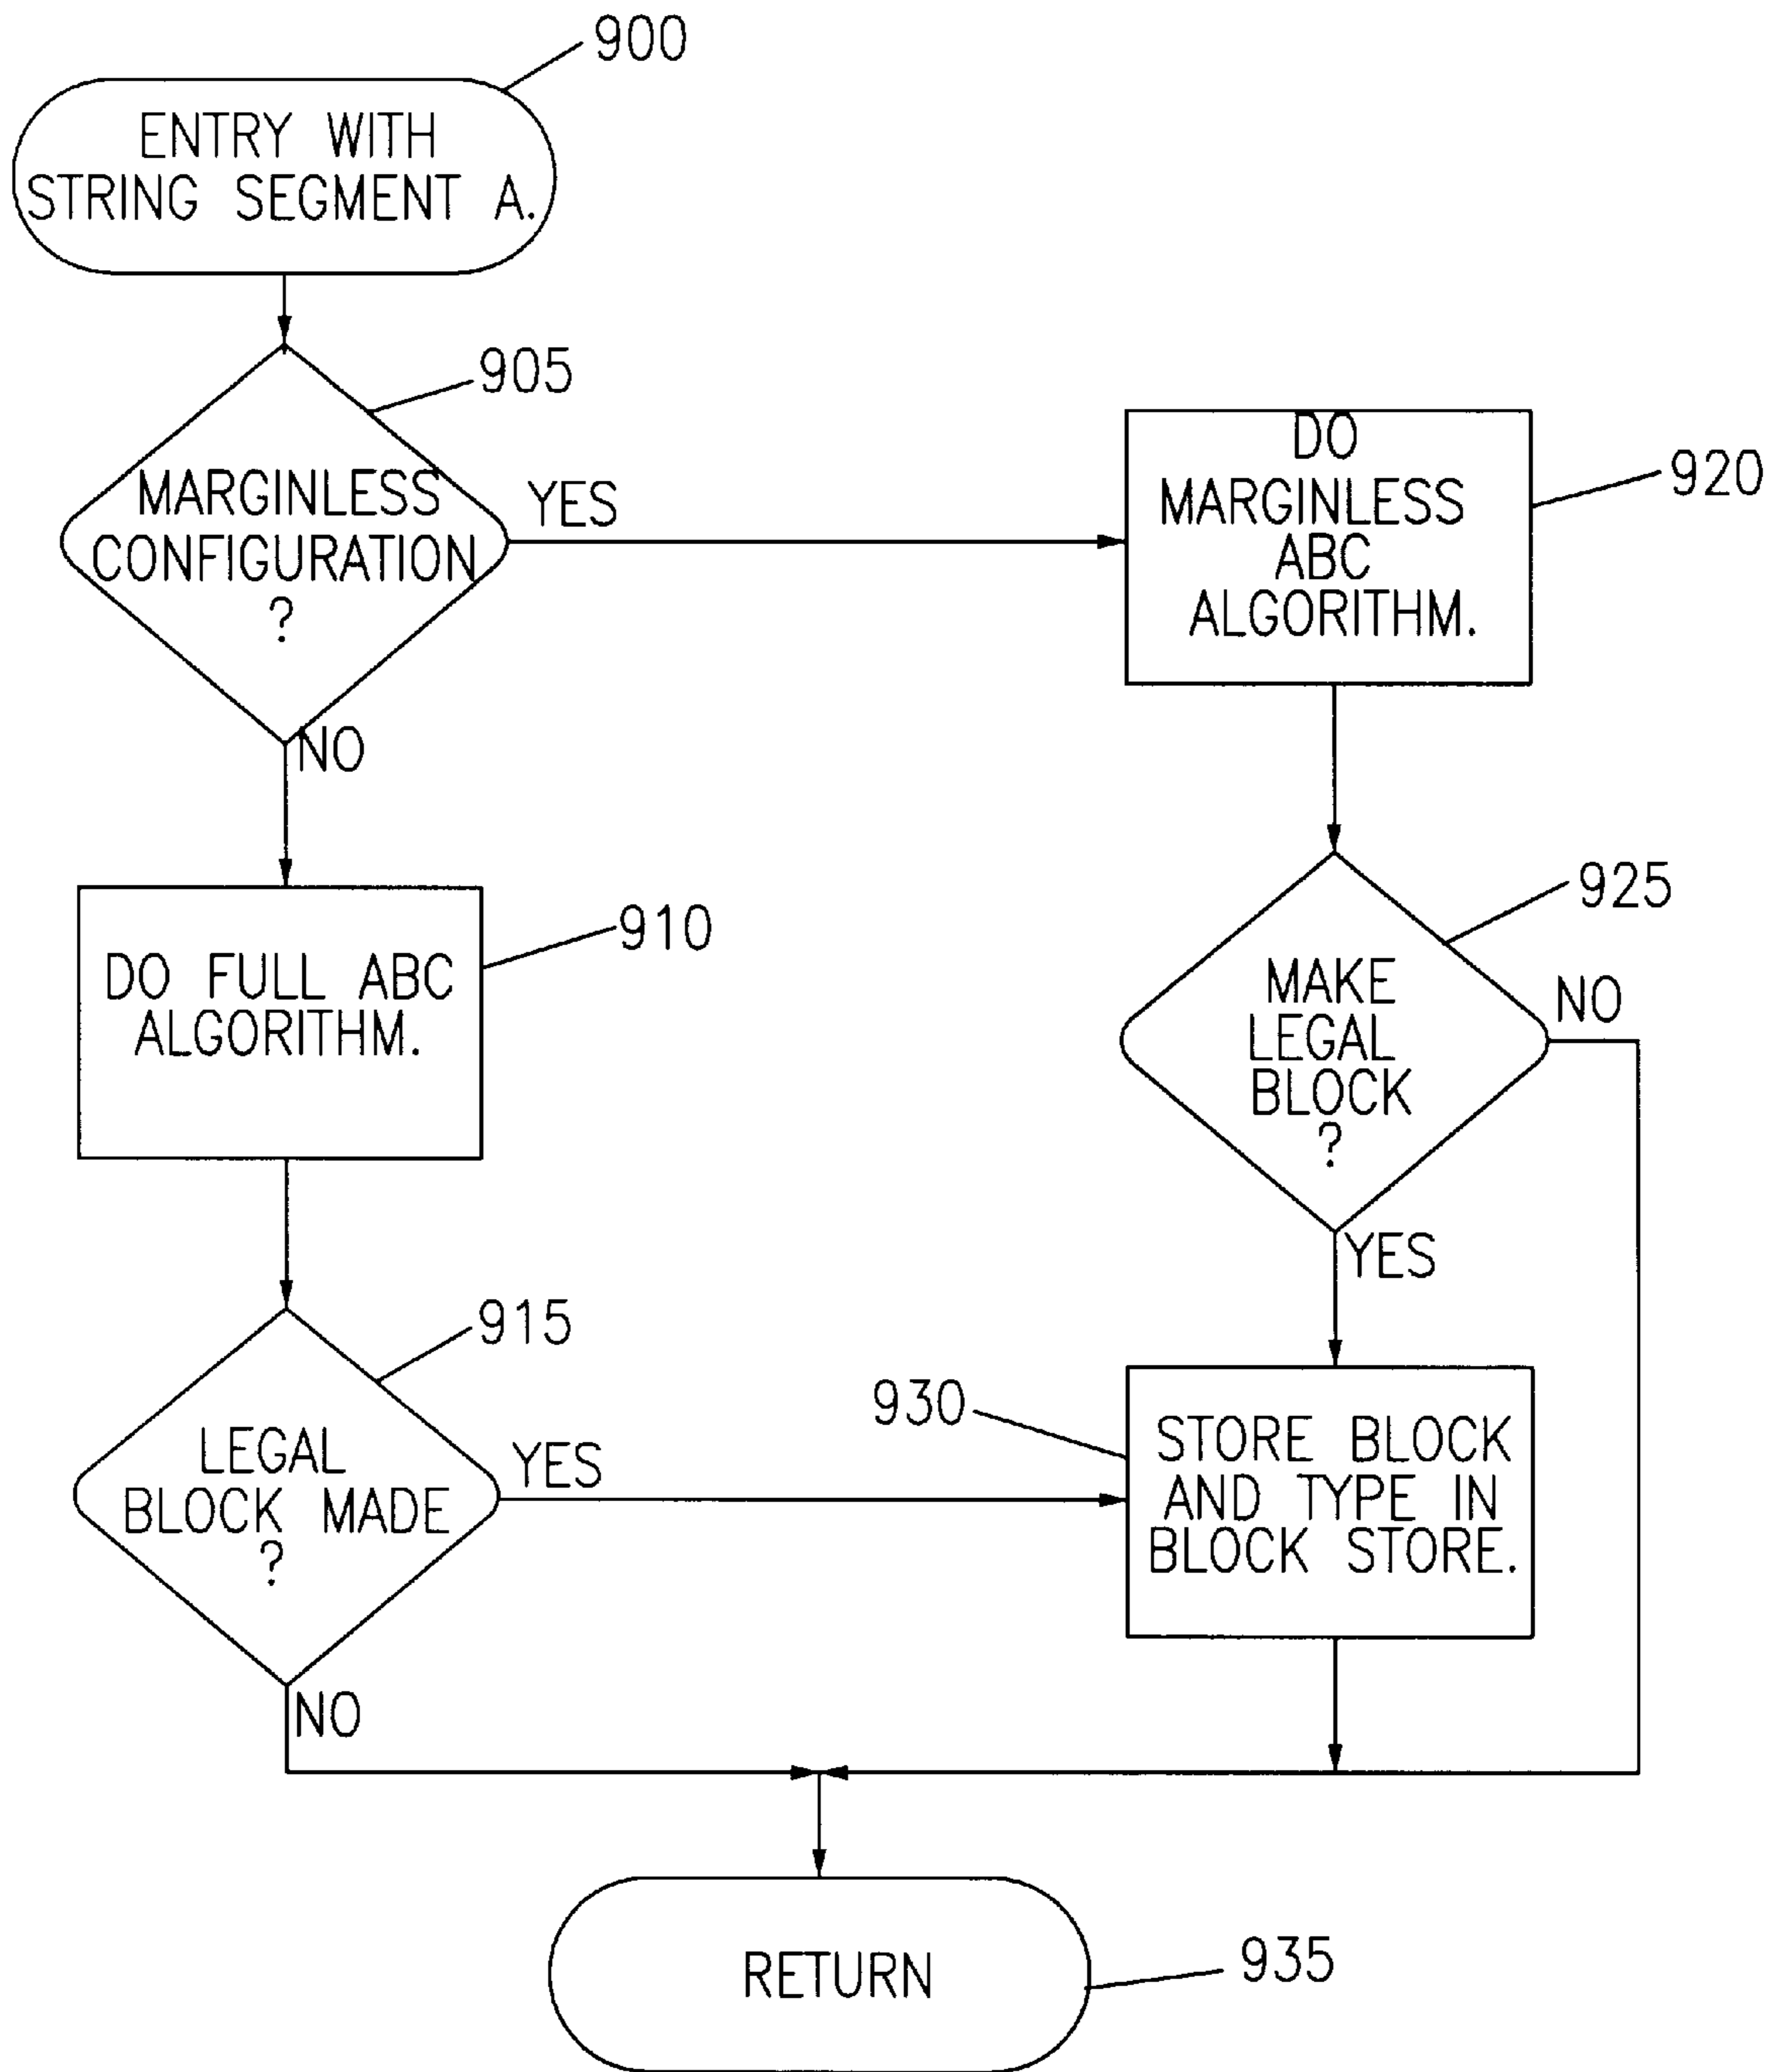 900
ENTRY WITH
STRING SEGMENT A.
905
MARGINLESS
CONFIGURATION
?
YES
NO
DO
MARGINLESS
ABC
ALGORITHM.
920
910
DO FULL ABC
ALGORITHM.
925
MAKE
LEGAL
BLOCK
?
NO
YES
915
LEGAL
BLOCK MADE
?
YES
NO
930
STORE BLOCK
AND TYPE IN
BLOCK STORE.
RETURN
935